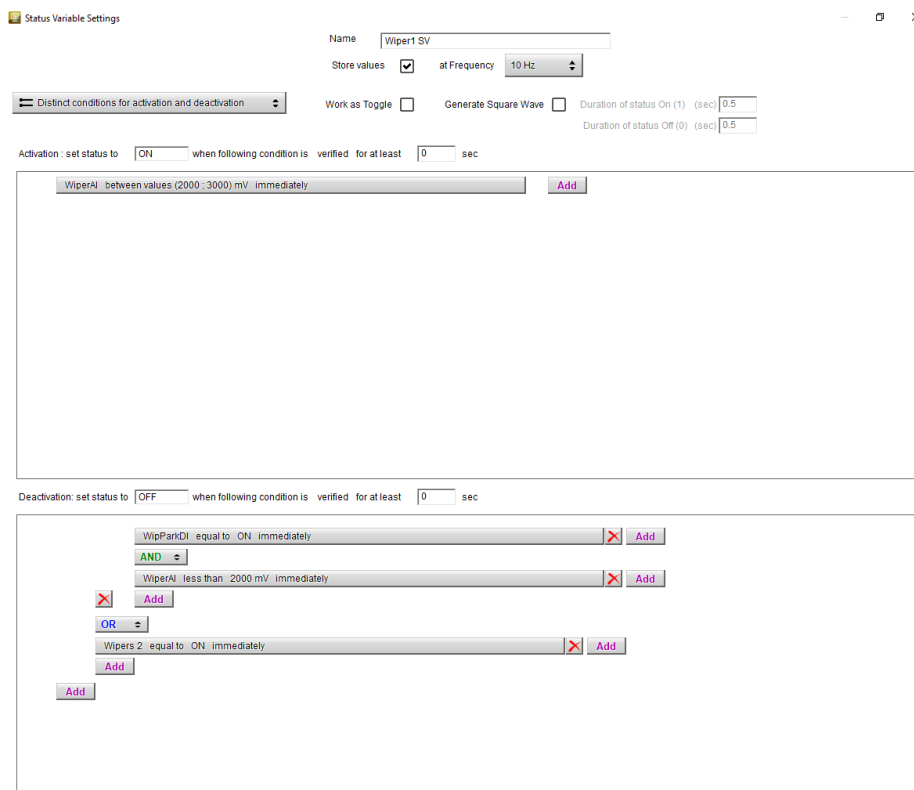 Status Variable Settings
Name Wiper1 SV
Store values at Frequency 10 Hz
Distinct conditions for activation and deactivation Work as Toggle Generate Square Wave Duration of status On (1) (sec) 0.5
Duration of status Off (0) (sec) 0.5
Activation : set status to ON when following condition is verified for at least 0 sec
WiperAI between values (2000 ; 3000) mV immediately Add
Deactivation: set status to OFF when following condition is verified for at least 0 sec
WipParkDI equal to ON immediately Add
AND
WiperAI less than 2000 mV immediately Add
Add
OR
Wipers 2 equal to ON immediately Add
Add
Add